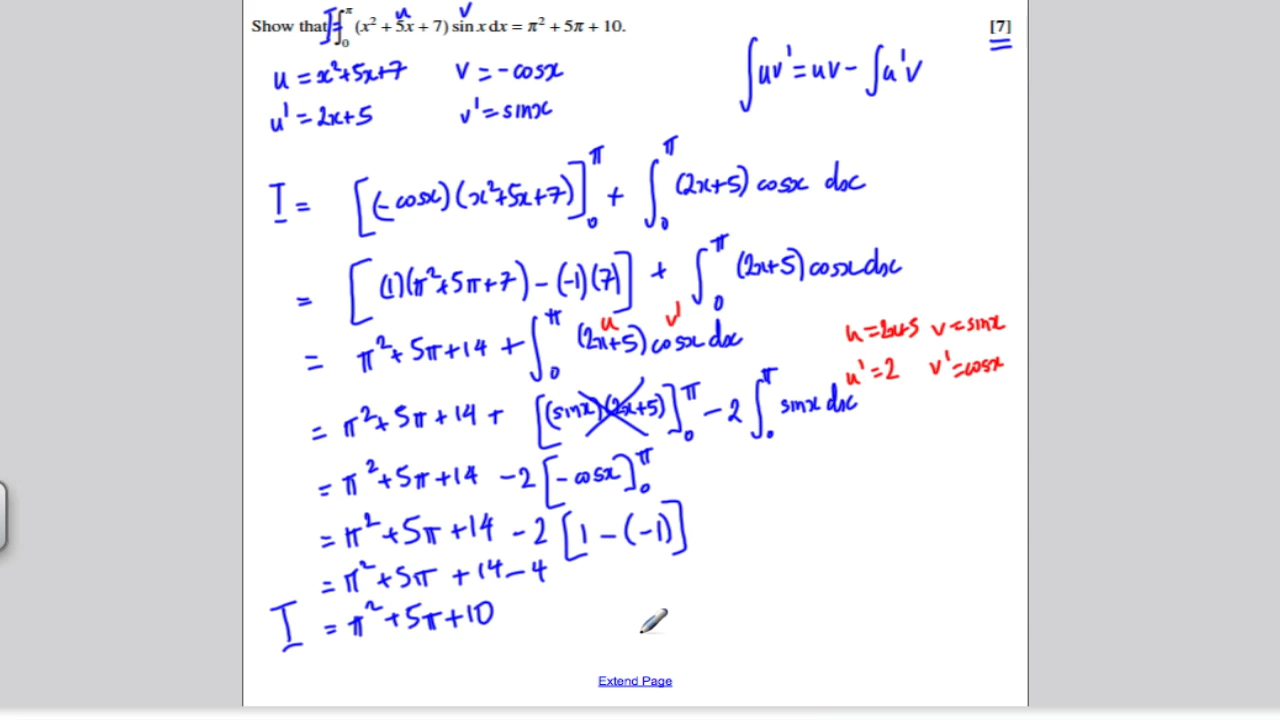 Show that I = ∫₀^π (x² + 5x + 7) sin x dx = π² + 5π + 10. [7]
u v
u = x²+5x+7 v = -cosx ∫uv' = uv - ∫u'v
u' = 2x+5 v' = sinx
I = [(-cosx)(x²+5x+7)]₀^π + ∫₀^π (2x+5) cosx dx
= [(1)(π²+5π+7) - (-1)(7)] + ∫₀^π (2x+5) cosx dx
= π² + 5π + 14 + ∫₀^π (2x+5) cosx dx
u v' u = 2x+5 v = sinx
u' = 2 v' = cosx
= π² + 5π + 14 + [(sinx)(2x+5)]₀^π - 2 ∫₀^π sinx dx
= π² + 5π + 14 - 2 [-cosx]₀^π
= π² + 5π + 14 - 2 [1 - (-1)]
= π² + 5π + 14 - 4
I = π² + 5π + 10
Extend Page